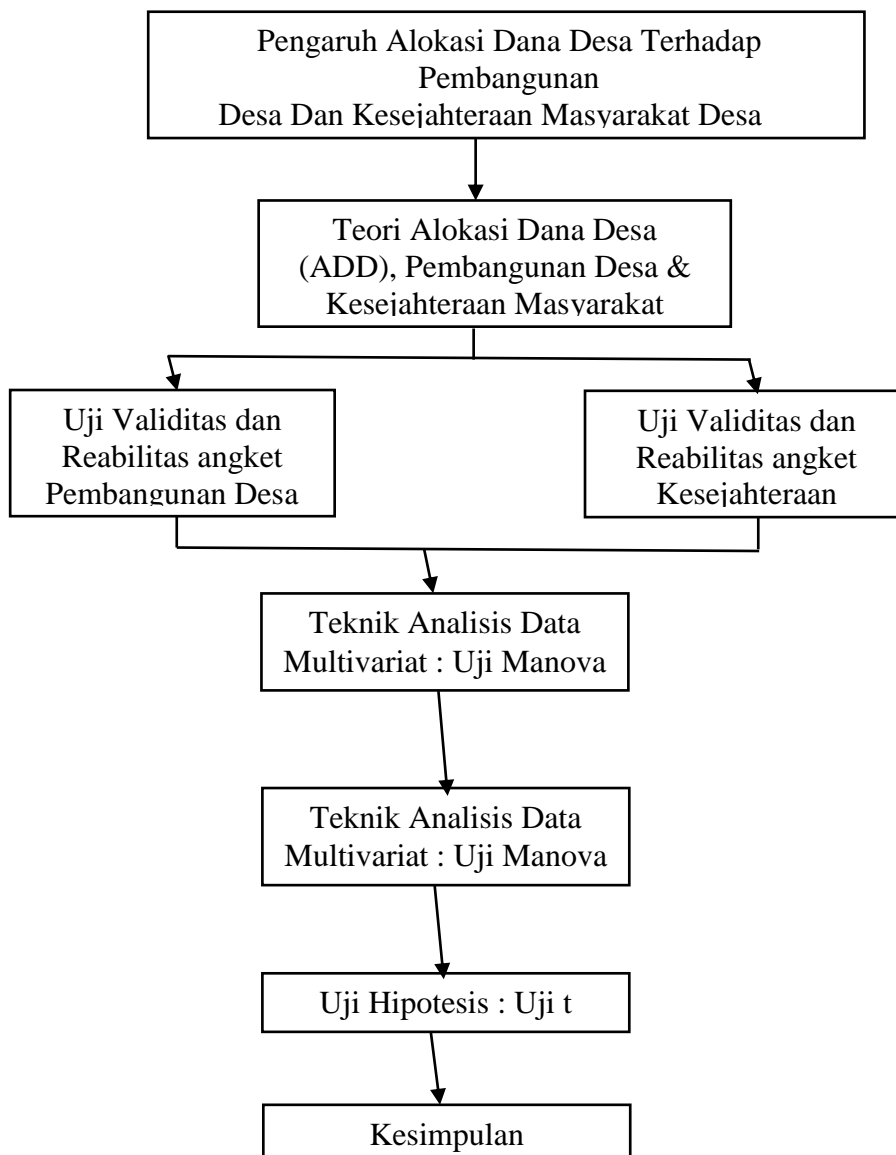 Pengaruh Alokasi Dana Desa Terhadap
Pembangunan
Desa Dan Kesejahteraan Masyarakat Desa
Teori Alokasi Dana Desa
(ADD), Pembangunan Desa &
Kesejahteraan Masyarakat
Uji Validitas dan
Reabilitas angket
Pembangunan Desa
Uji Validitas dan
Reabilitas angket
Kesejahteraan
Teknik Analisis Data
Multivariat : Uji Manova
Teknik Analisis Data
Multivariat : Uji Manova
Uji Hipotesis : Uji t
Kesimpulan